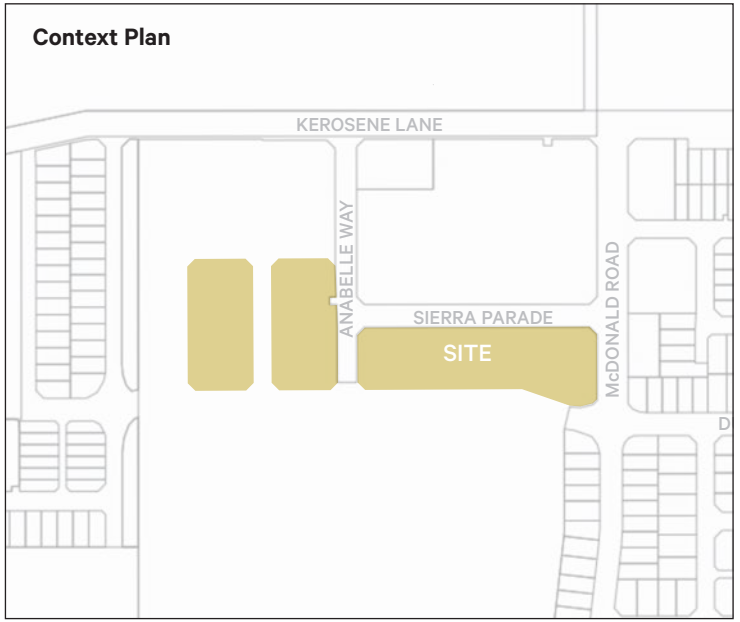 Context Plan
KEROSENE LANE
ANABELLE WAY
McDONALD ROAD
SIERRA PARADE
SITE
D